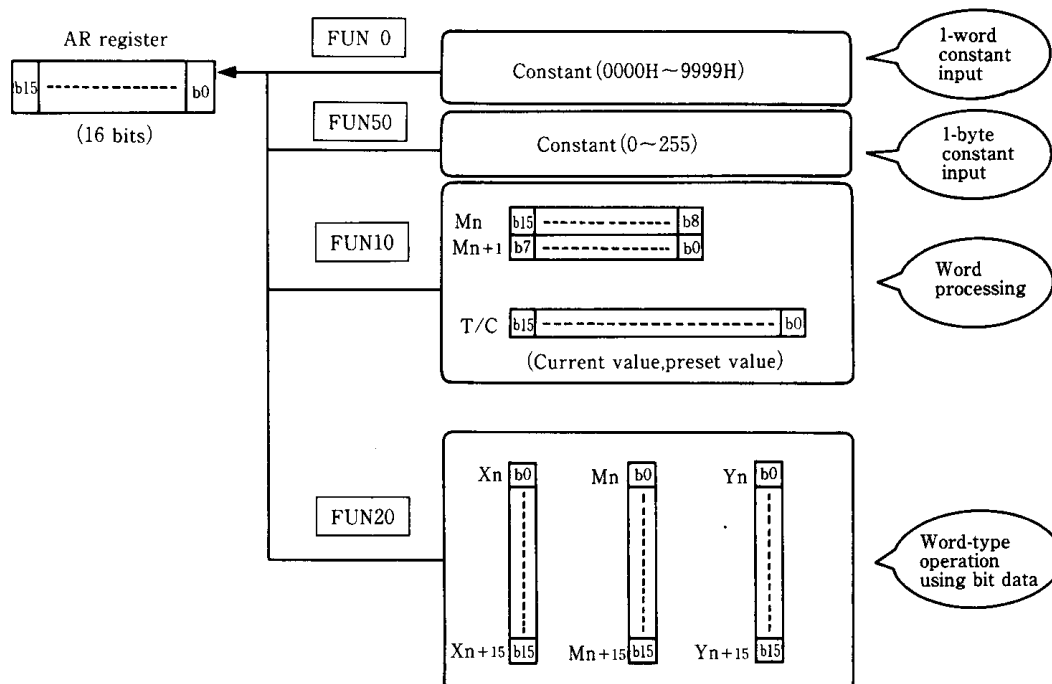 AR register
b15 b0
(16 bits)
FUN 0
Constant(0000H~9999H)
1-word
constant
input
FUN50
Constant(0~255)
1-byte
constant
input
FUN10
Mn b15 b8
Mn+1 b7 b0
T/C b15 b0
(Current value,preset value)
Word
processing
FUN20
Xn b0 Mn b0 Yn b0
Xn+15 b15 Mn+15 b15 Yn+15 b15
Word-type
operation
using bit data